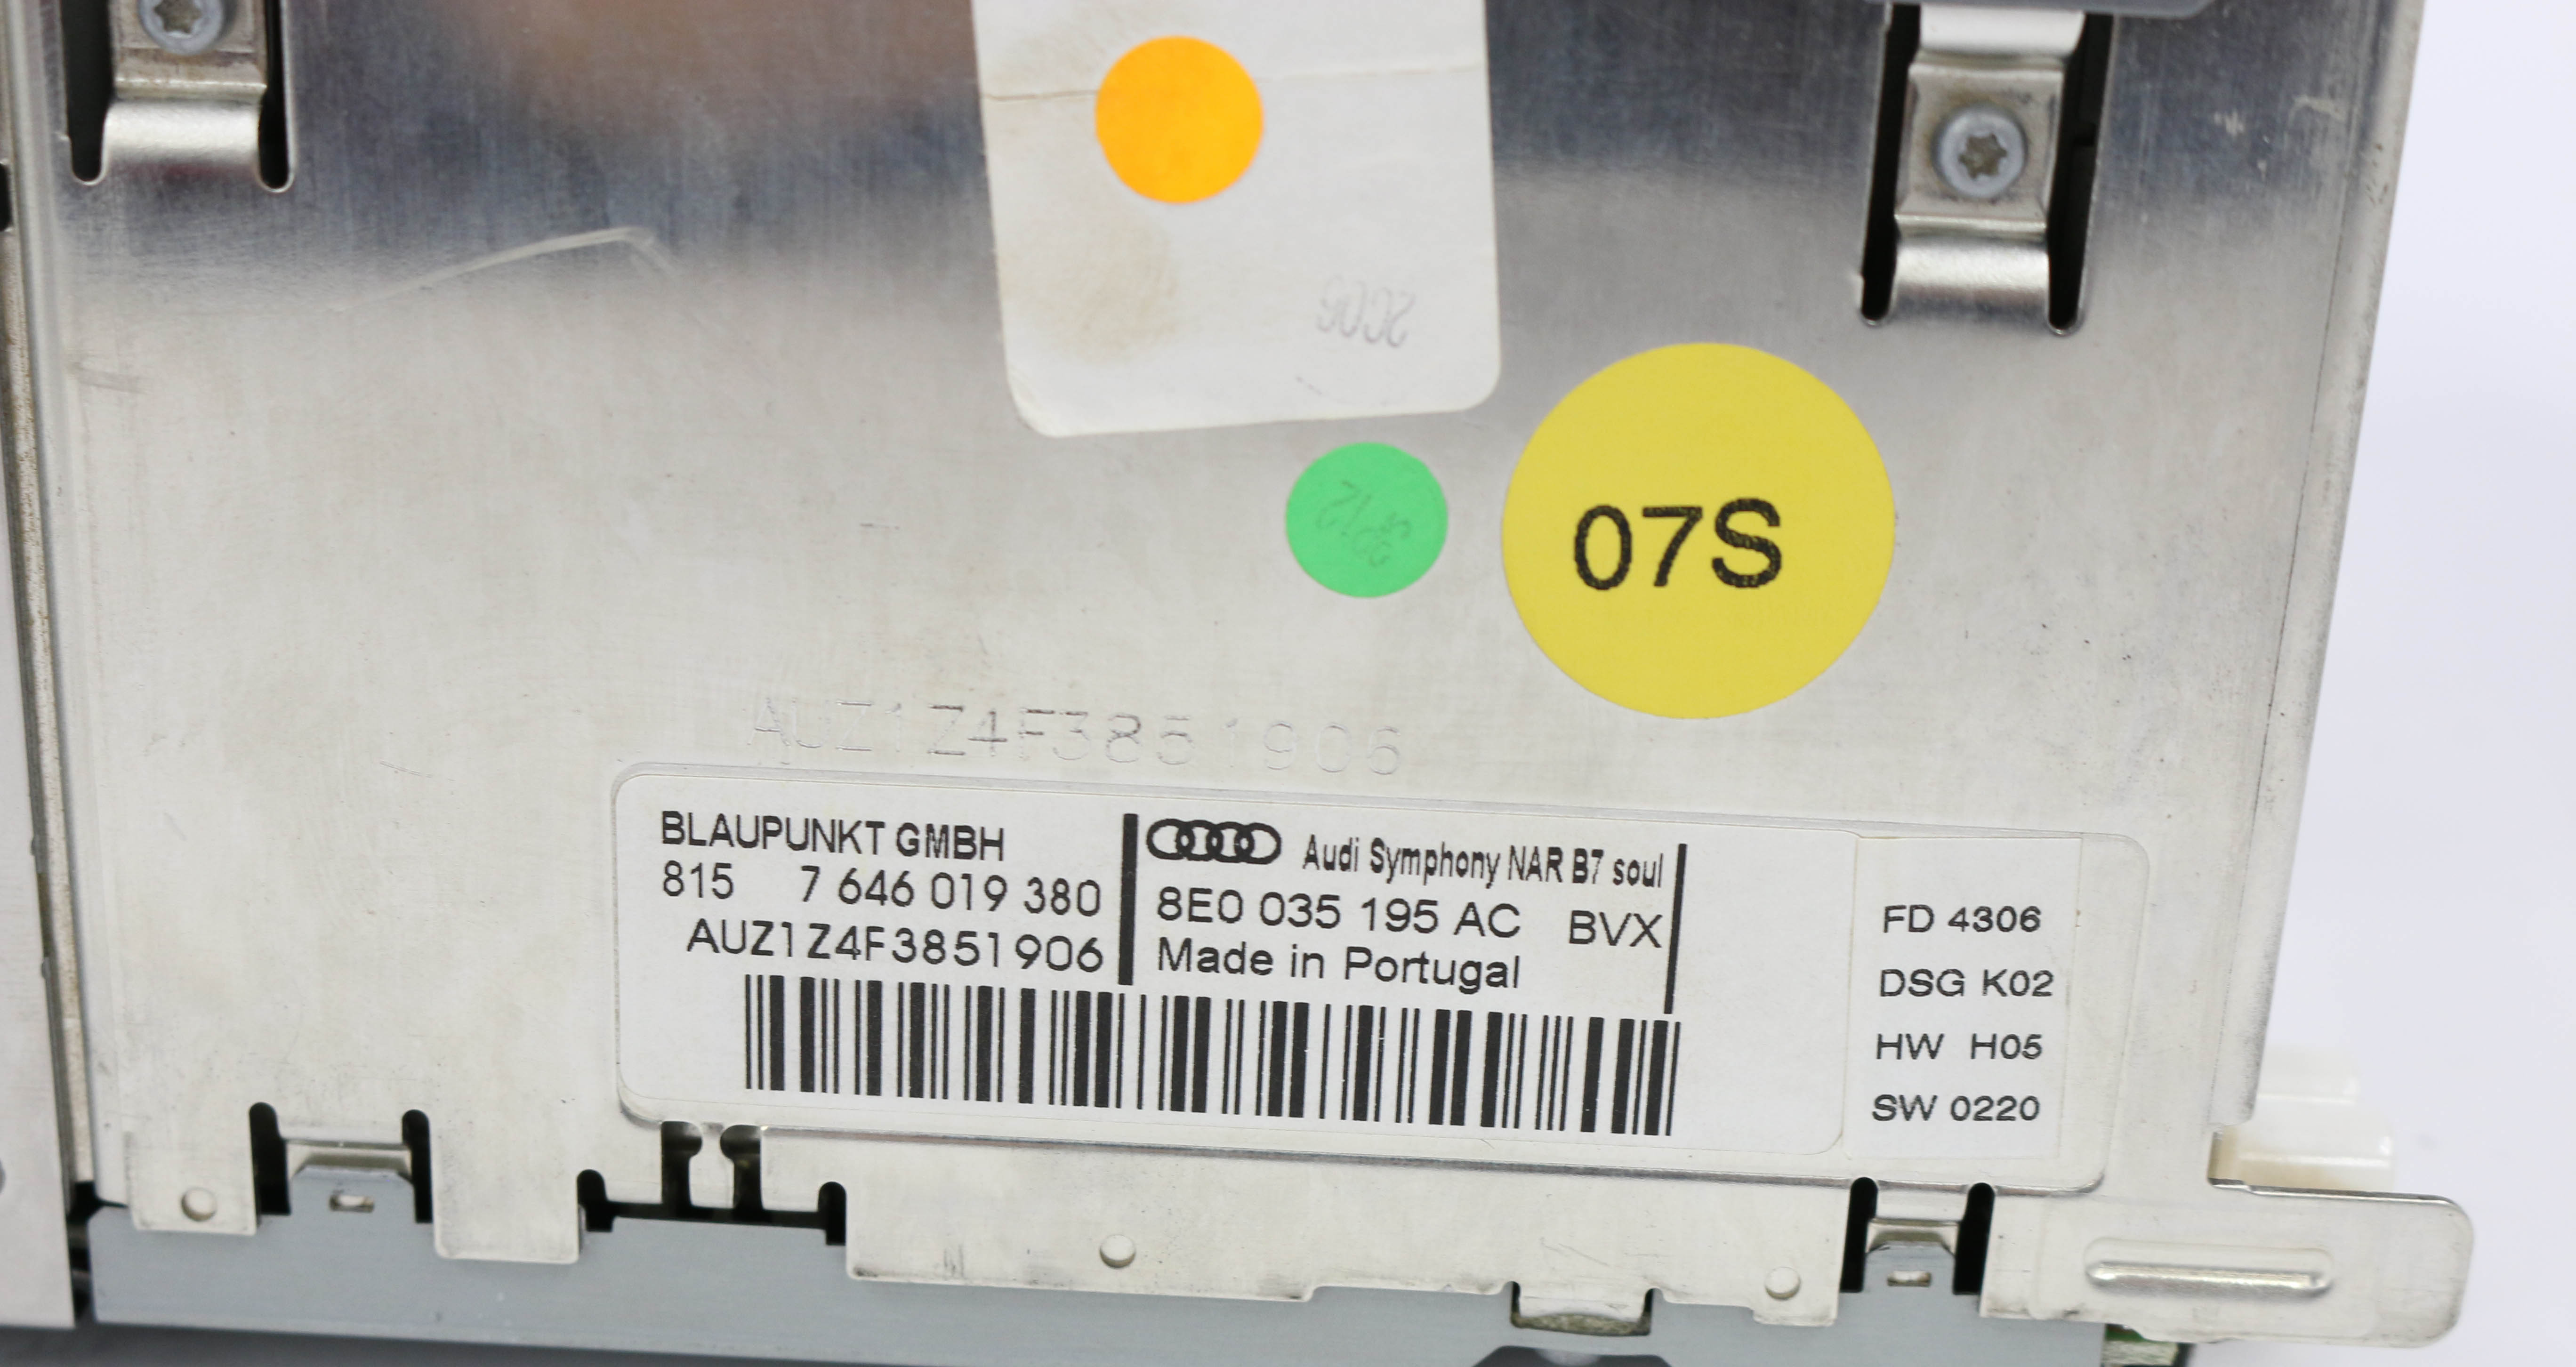 2006
07S
AUZ1Z4F3851906
BLAUPUNKT GMBH
815 7 646 019 380
AUZ1Z4F3851906
Audi Symphony NAR B7 soul
8E0 035 195 AC BVX
Made in Portugal
FD 4306
DSG K02
HW H05
SW 0220